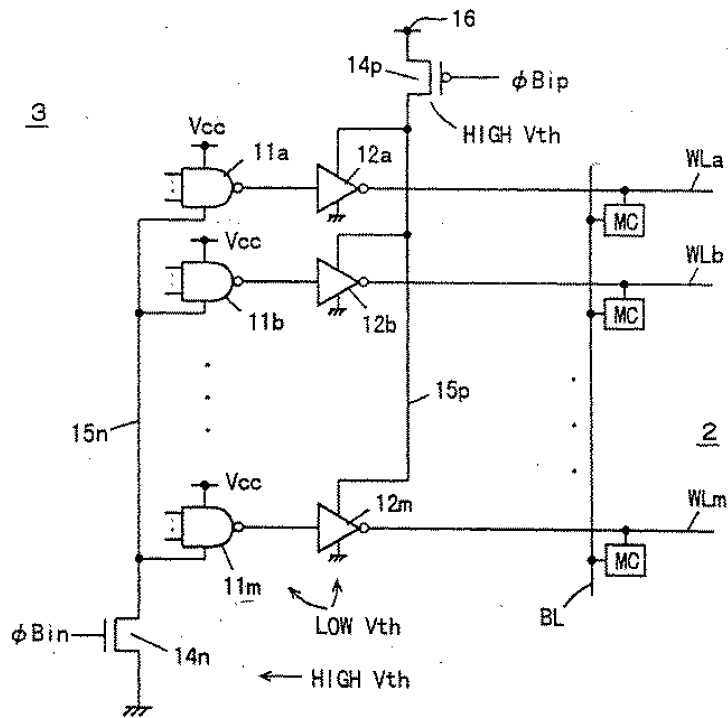 16
14p
φBip
3
HIGH Vth
Vcc
11a
12a
WLa
MC
Vcc
WLb
11b
12b
MC
15n
15p
2
Vcc
12m
WLm
11m
MC
LOW Vth
BL
φBin
14n
HIGH Vth